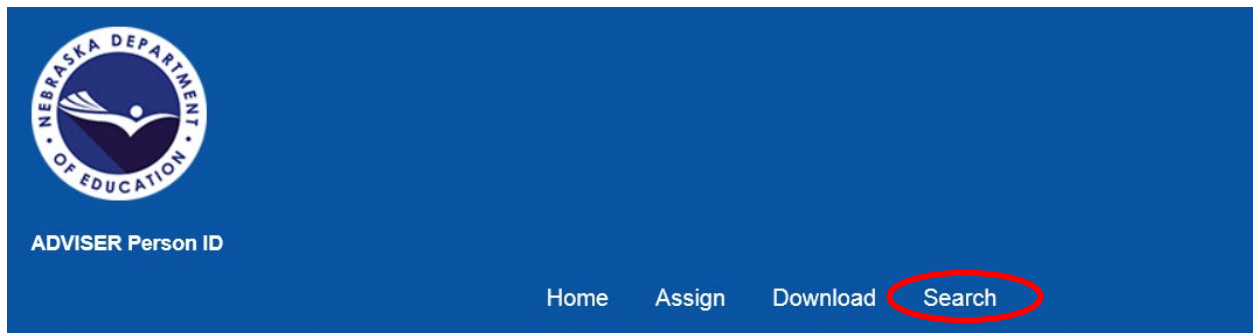 NEBRASKA DEPARTMENT
• OF EDUCATION •
ADVISER Person ID
Home Assign Download Search